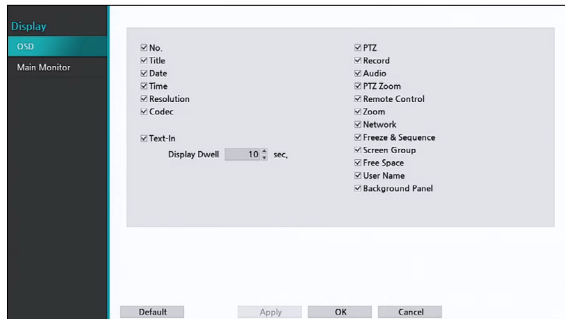 Display
OSD
Main Monitor
No.
Title
Date
Time
Resolution
Codec
Text-In
Display Dwell 10 sec.
PTZ
Record
Audio
PTZ Zoom
Remote Control
Zoom
Network
Freeze & Sequence
Screen Group
Free Space
User Name
Background Panel
Default Apply OK Cancel